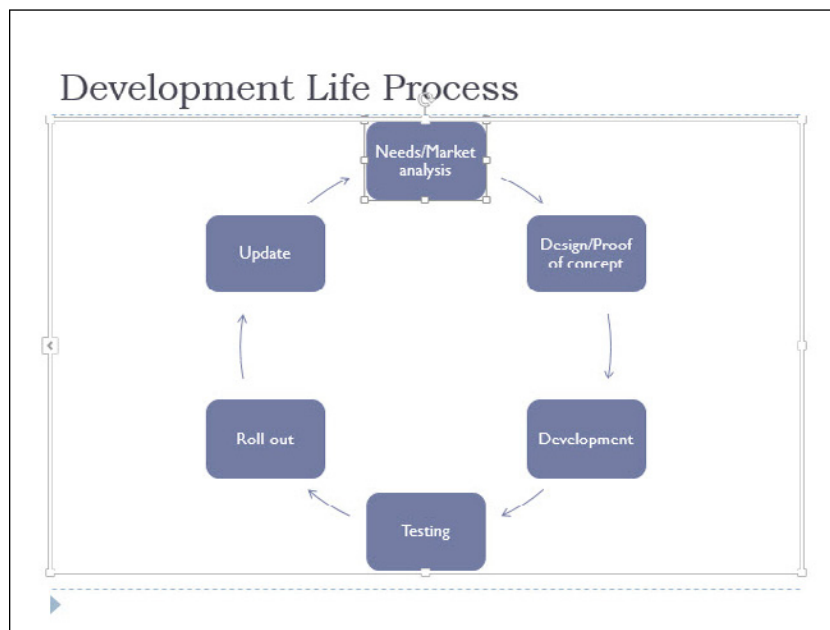 Development Life Process
Needs/Market
analysis
Design/Proof
of concept
Development
Testing
Roll out
Update